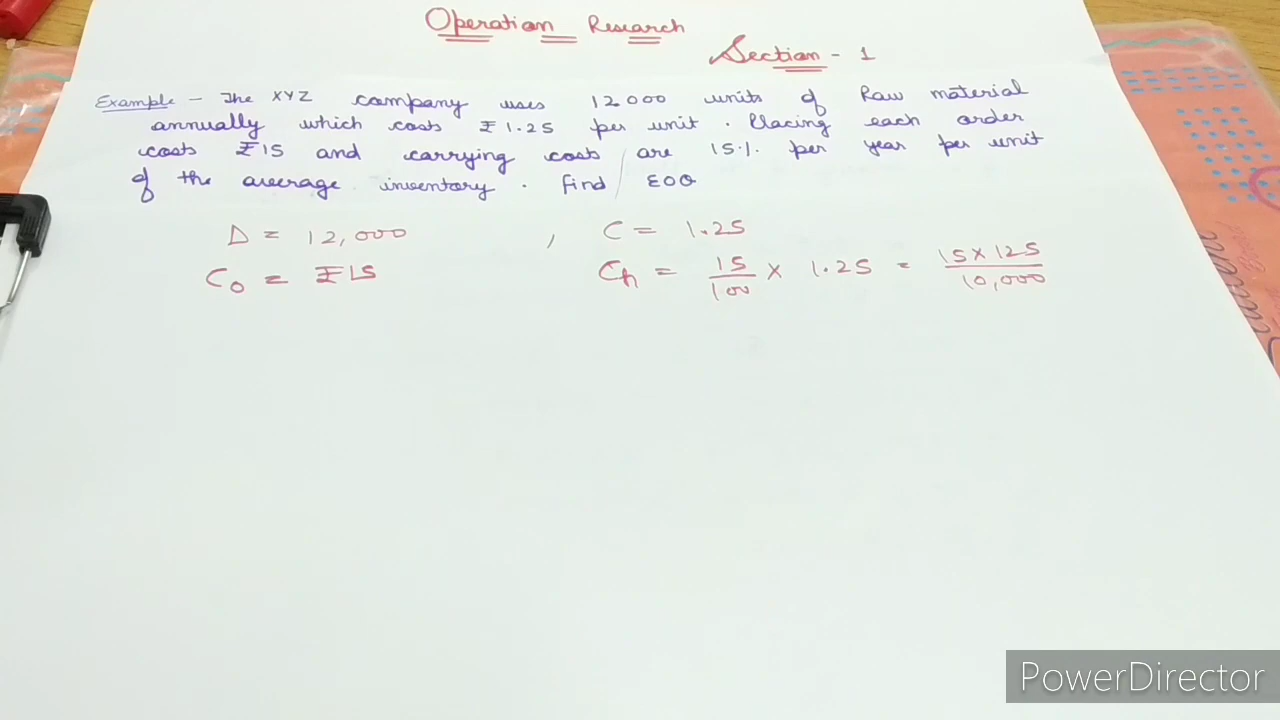 Operation Research
Section - 1
Example - The XYZ company uses 12000 units of Raw material
annually which costs ₹1.25 per unit. Placing each order
costs ₹15 and carrying costs are 15% per year per unit
of the average inventory. Find EOQ
D = 12,000 , C = 1.25
C₀ = ₹15 Cₕ = 15/100 × 1.25 = 15×125/10,000
PowerDirector